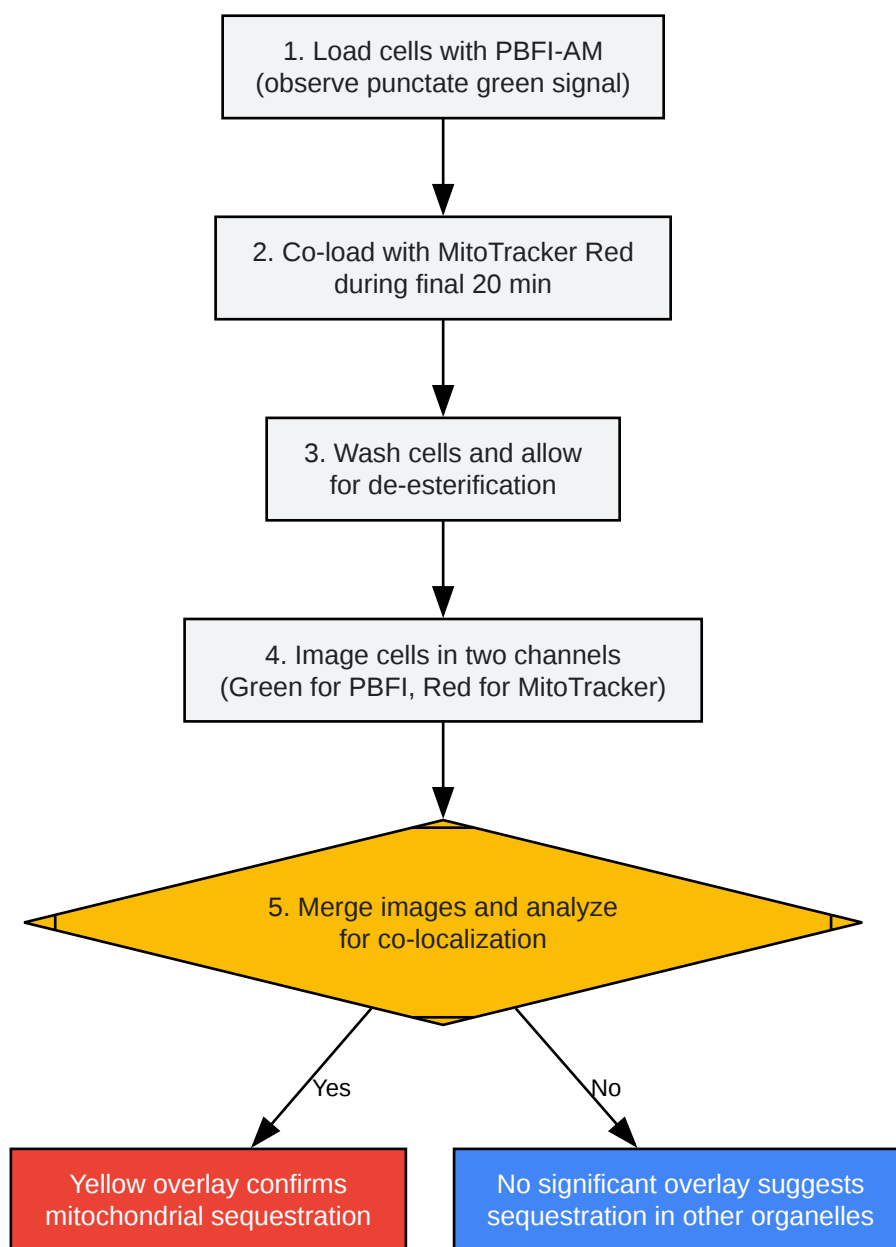 1. Load cells with PBFI-AM
(observe punctate green signal)
2. Co-load with MitoTracker Red
during final 20 min
3. Wash cells and allow
for de-esterification
4. Image cells in two channels
(Green for PBFI, Red for MitoTracker)
5. Merge images and analyze
for co-localization
Yes
No
Yellow overlay confirms
mitochondrial sequestration
No significant overlay suggests
sequestration in other organelles